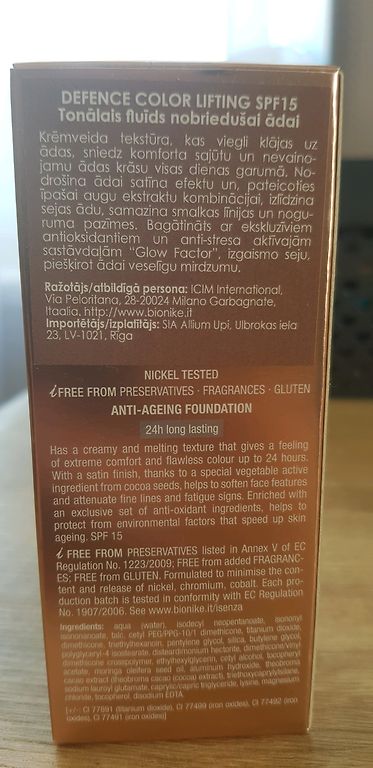 DEFENCE COLOR LIFTING SPF15
Tonālais fluīds nobriedušai ādai
Krēmveida tekstūra, kas viegli klājas uz
ādas, sniedz komforta sajūtu un nevaino-
jamu ādas krāsu visas dienas garumā. No-
drošina ādai satīna efektu un, pateicoties
īpašai augu ekstraktu kombinācijai, izlīdzina
sejas ādu, samazina smalkas līnijas un nogu-
ruma pazīmes. Bagātināts ar ekskluzīviem
antioksidantiem un anti-stresa aktīvajām
sastāvdaļām “Glow Factor”, izgaismo seju,
piešķirot ādai veselīgu mirdzumu.
Ražotājs/atbildīgā persona: ICIM International,
Via Peloritana, 28-20024 Milano Garbagnate,
Itaalia. http://www.bionike.it
Importētājs/izplatītājs: SIA Allium Upi, Ulbrokas iela
23, LV-1021, Rīga
NICKEL TESTED
iFREE FROM PRESERVATIVES · FRAGRANCES · GLUTEN
ANTI-AGEING FOUNDATION
24h long lasting
Has a creamy and melting texture that gives a feeling
of extreme comfort and flawless colour up to 24 hours.
With a satin finish, thanks to a special vegetable active
ingredient from cocoa seeds, helps to soften face features
and attenuate fine lines and fatigue signs. Enriched with
an exclusive set of anti-oxidant ingredients, helps to
protect from environmental factors that speed up skin
ageing. SPF 15
i FREE FROM PRESERVATIVES listed in Annex V of EC
Regulation No. 1223/2009; FREE from added FRAGRANC-
ES; FREE from GLUTEN. Formulated to minimise the con-
tent and release of nickel, chromium, cobalt. Each pro-
duction batch is tested in conformity with EC Regulation
No. 1907/2006. See www.bionike.it/isenza
Ingredients: aqua (water), isodecyl neopentanoate, isononyl
isononanoate, talc, cetyl PEG/PPG-10/1 dimethicone, titanium dioxide,
dimethicone, triethylhexanoin, pentylene glycol, silica, butylene glycol,
polyglyceryl-4 isostearate, disteardimonium hectorite, dimethicone/vinyl
dimethicone crosspolymer, ethylhexylglycerin, cetyl alcohol, tocopheryl
acetate, moringa oleifera seed oil, aluminum hydroxide, theobroma
cacao extract (theobroma cacao (cocoa) extract), triethoxycaprylylsilane,
sodium lauroyl glutamate, caprylic/capric triglyceride, lysine, magnesium
chloride, tocopherol, disodium EDTA.
[+/- CI 77891 (titanium dioxide), CI 77499 (iron oxides), CI 77492 (iron
oxides), CI 77491 (iron oxides)]